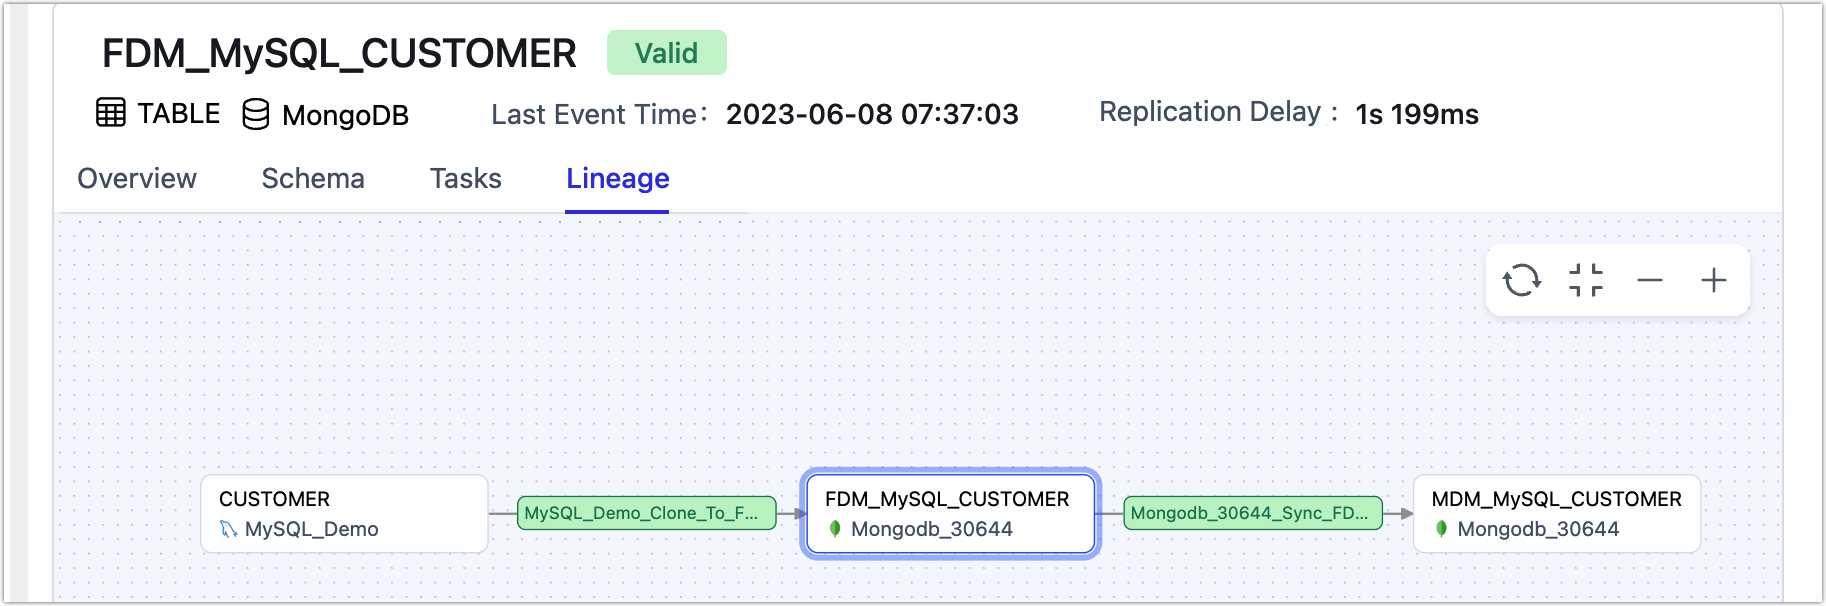 FDM_MySQL_CUSTOMER Valid
TABLE MongoDB Last Event Time: 2023-06-08 07:37:03 Replication Delay : 1s 199ms
Overview Schema Tasks Lineage
CUSTOMER
MySQL_Demo
MySQL_Demo_Clone_To_F...
FDM_MySQL_CUSTOMER
Mongodb_30644
Mongodb_30644_Sync_FD...
MDM_MySQL_CUSTOMER
Mongodb_30644